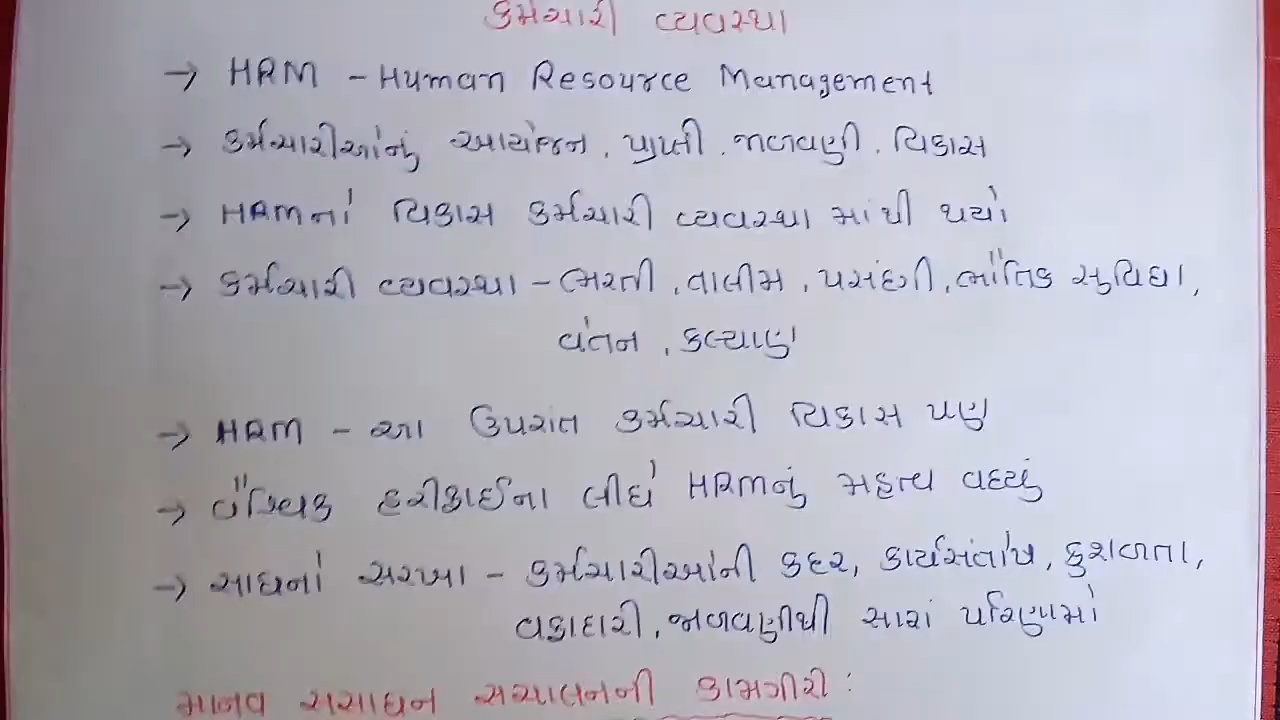 કર્મચારી વ્યવસ્થા
→ HRM - Human Resource Management
→ કર્મચારીઓનું આયોજન, પ્રાપ્તી, જાળવણી, વિકાસ
→ HRMનો વિકાસ કર્મચારી વ્યવસ્થા માંથી થયો
→ કર્મચારી વ્યવસ્થા - ભરતી, તાલીમ, પસંદગી, ભૌતિક સુવિધા,
વેતન, કલ્યાણ
→ HRM - આ ઉપરાંત કર્મચારી વિકાસ પણ
→ વૈશ્વિક હરીફાઈના લીધે HRMનું મહત્વ વધ્યું
→ સાધનો સરખા - કર્મચારીઓની કદર, કાર્યસંતોષ, કુશળતા,
વફાદારી, જાળવણીથી સારા પરિણામો
માનવ સંસાધન સંચાલનની કામગીરી :